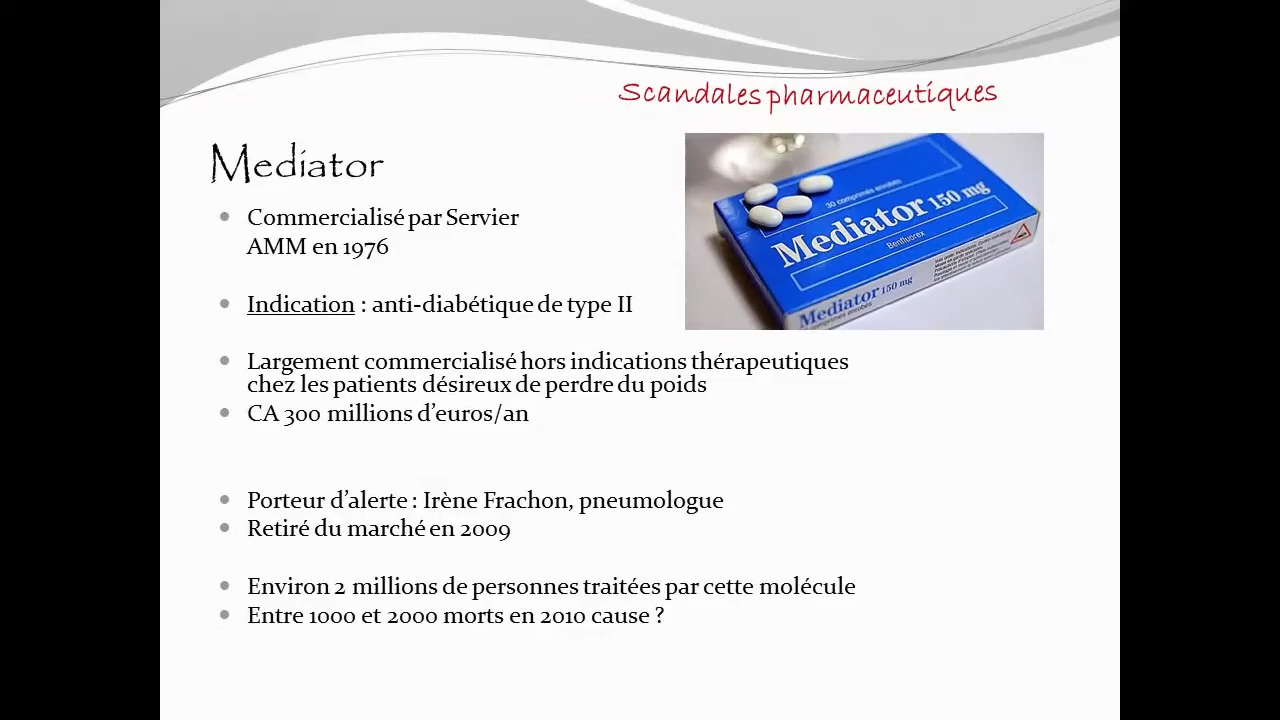 Scandales pharmaceutiques
Mediator
Commercialisé par Servier
AMM en 1976
Indication : anti-diabétique de type II
Largement commercialisé hors indications thérapeutiques
chez les patients désireux de perdre du poids
CA 300 millions d'euros/an
Porteur d'alerte : Irène Frachon, pneumologue
Retiré du marché en 2009
Environ 2 millions de personnes traitées par cette molécule
Entre 1000 et 2000 morts en 2010 cause ?
30 comprimés enrobés
Mediator 150 mg
Benfluorex
Mediator 150 mg
comprimés enrobés